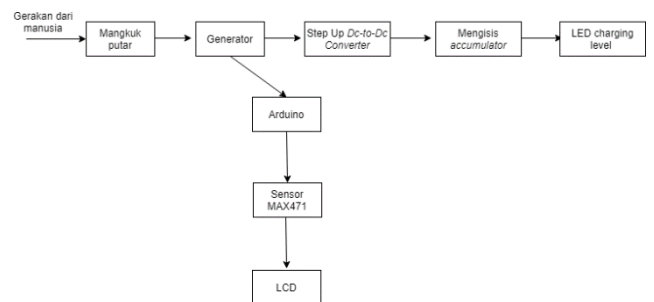 Gerakan dari
manusia
Mangkuk
putar
Generator
Step Up Dc-to-Dc
Converter
Mengisis
accumulator
LED charging
level
Arduino
Sensor
MAX471
LCD